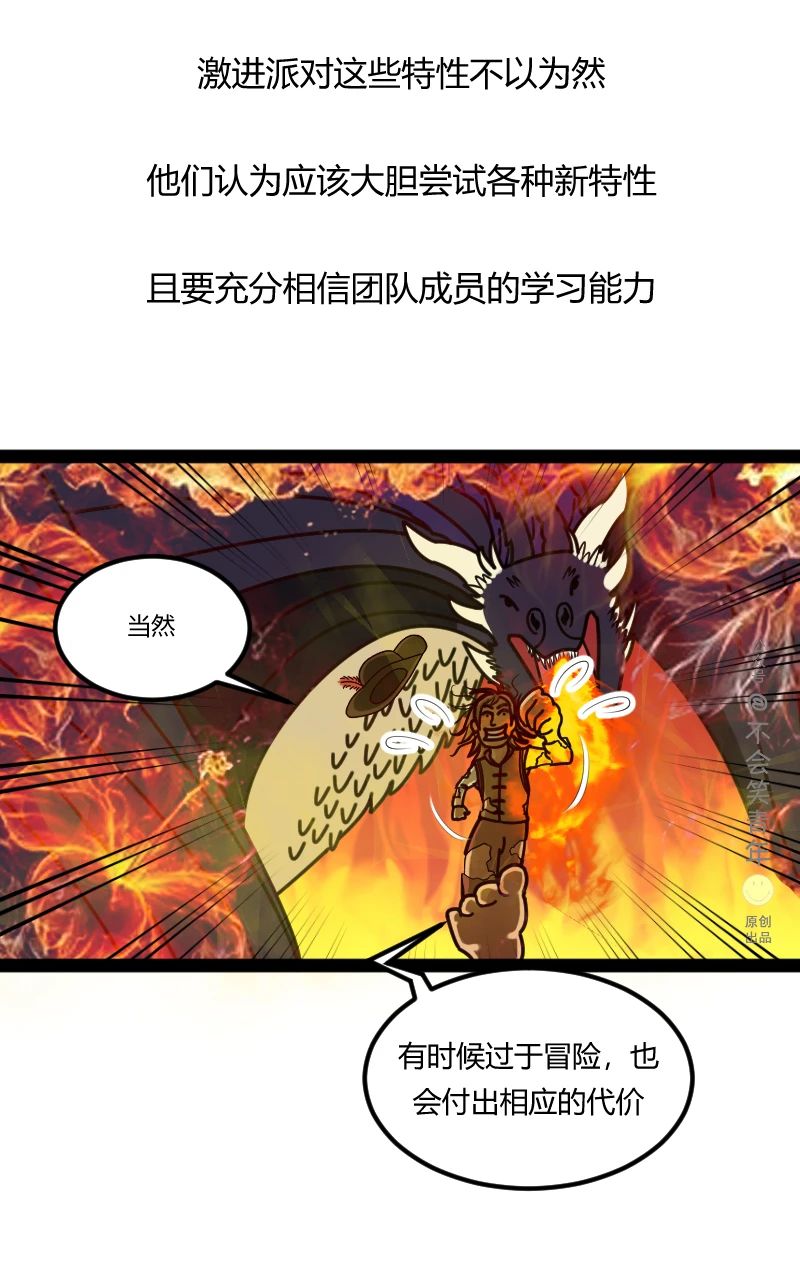 激进派对这些特性不以为然
他们认为应该大胆尝试各种新特性
且要充分相信团队成员的学习能力
当然
公众号
不会笑青年
原创
出品
有时候过于冒险，也
会付出相应的代价